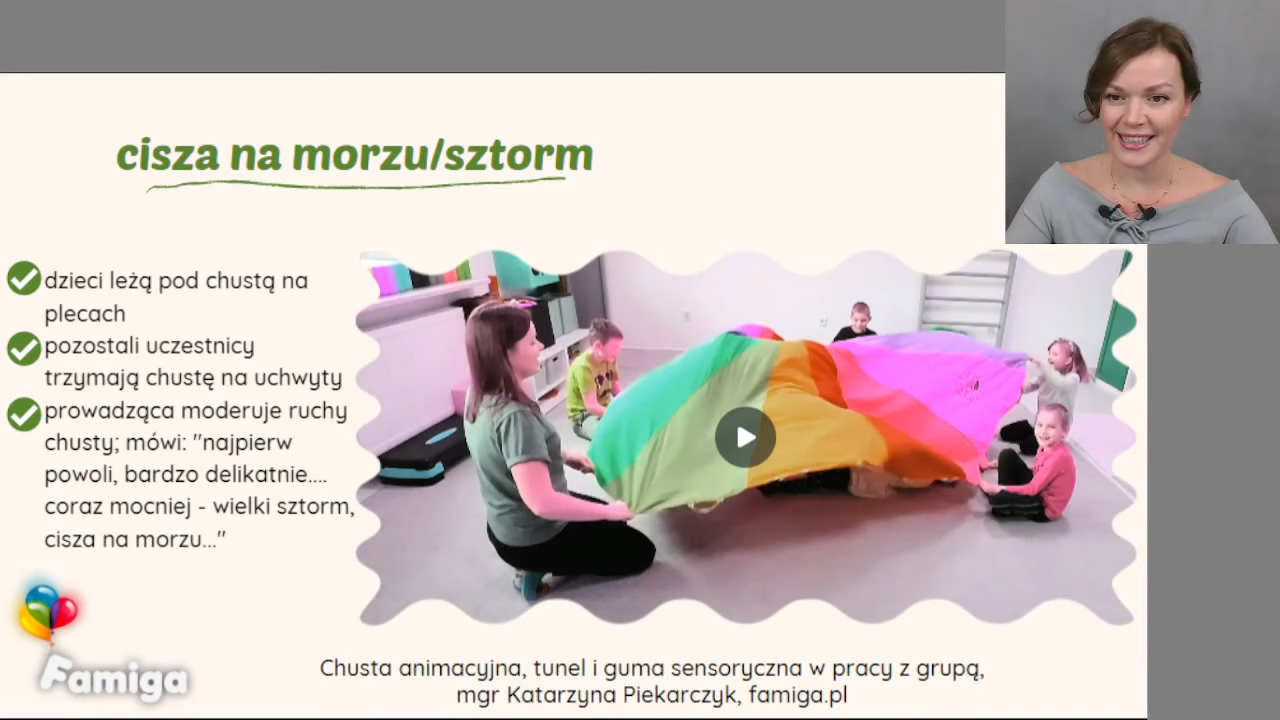 cisza na morzu/sztorm
dzieci leżą pod chustą na
plecach
pozostali uczestnicy
trzymają chustę na uchwyty
prowadząca moderuje ruchy
chusty; mówi: "najpierw
powoli, bardzo delikatnie....
coraz mocniej - wielki sztorm,
cisza na morzu..."
Famiga
Chusta animacyjna, tunel i guma sensoryczna w pracy z grupą,
mgr Katarzyna Piekarczyk, famiga.pl